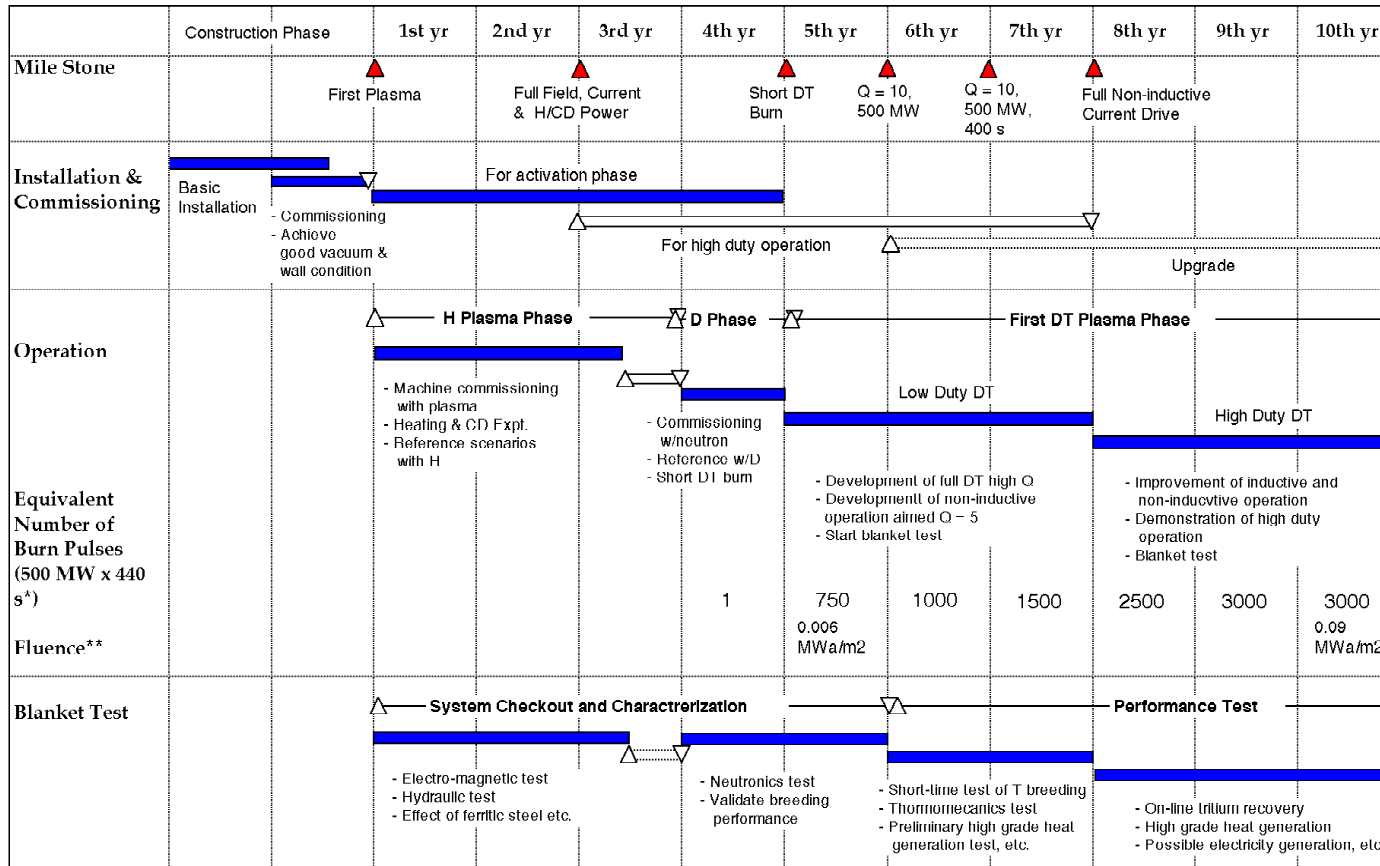 Construction Phase 1st yr 2nd yr 3rd yr 4th yr 5th yr 6th yr 7th yr 8th yr 9th yr 10th yr
Mile Stone
First Plasma
Full Field, Current
& H/CD Power
Short DT
Burn
Q = 10,
500 MW
Q = 10,
500 MW,
400 s
Full Non-inductive
Current Drive
Installation &
Commissioning
Basic
Installation
- Commissioning
- Achieve
good vacuum &
wall condition
For activation phase
For high duty operation
Upgrade
Operation
H Plasma Phase
D Phase
First DT Plasma Phase
- Machine commissioning
with plasma
- Heating & CD Expt.
- Reference scenarios
with H
- Commissioning
w/neutron
- Reference w/D
- Short DT burn
Low Duty DT
High Duty DT
- Development of full DT high Q
- Developmentt of non-inductive
operation aimed Q = 5
- Start blanket test
- Improvement of inductive and
non-inducvtive operation
- Demonstration of high duty
operation
- Blanket test
Equivalent
Number of
Burn Pulses
(500 MW x 440
s*)
1 750 1000 1500 2500 3000 3000
Fluence**
0.006
MWa/m2
0.09
MWa/m2
Blanket Test
System Checkout and Charactrerization
Performance Test
- Electro-magnetic test
- Hydraulic test
- Effect of ferritic steel etc.
- Neutronics test
- Validate breeding
performance
- Short-time test of T breeding
- Thormomecanics test
- Preliminary high grade heat
generation test, etc.
- On-line tritium recovery
- High grade heat generation
- Possible electricity generation, etc